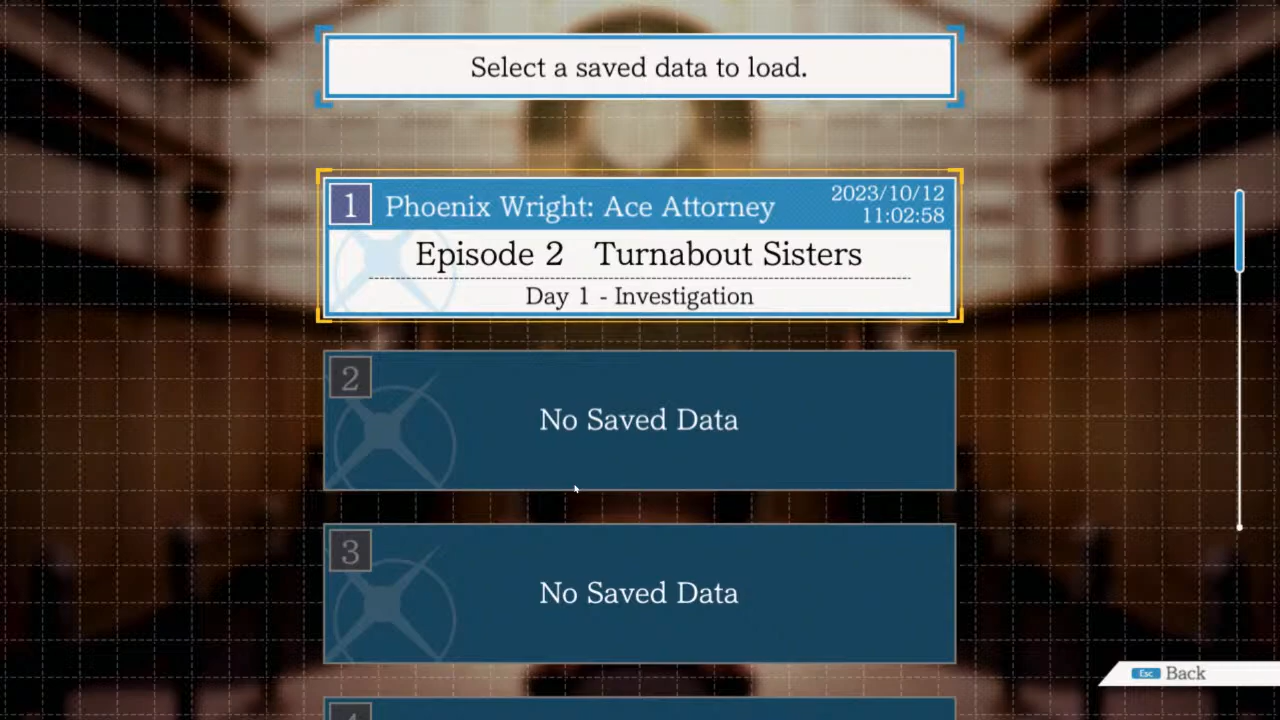 Select a saved data to load.
1 Phoenix Wright: Ace Attorney 2023/10/12
11:02:58
Episode 2 Turnabout Sisters
Day 1 - Investigation
2
No Saved Data
3
No Saved Data
4
Esc Back